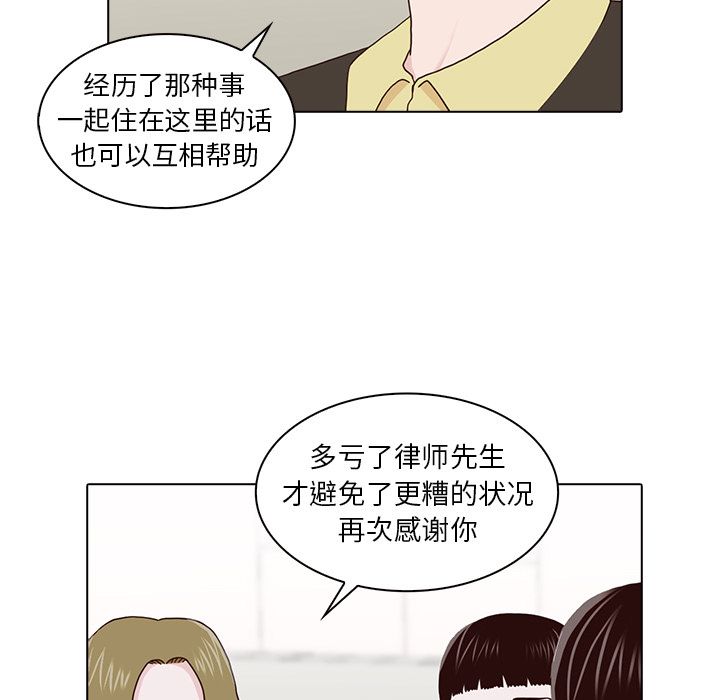 经历了那种事
一起住在这里的话
也可以互相帮助
多亏了律师先生
才避免了更糟的状况
再次感谢你